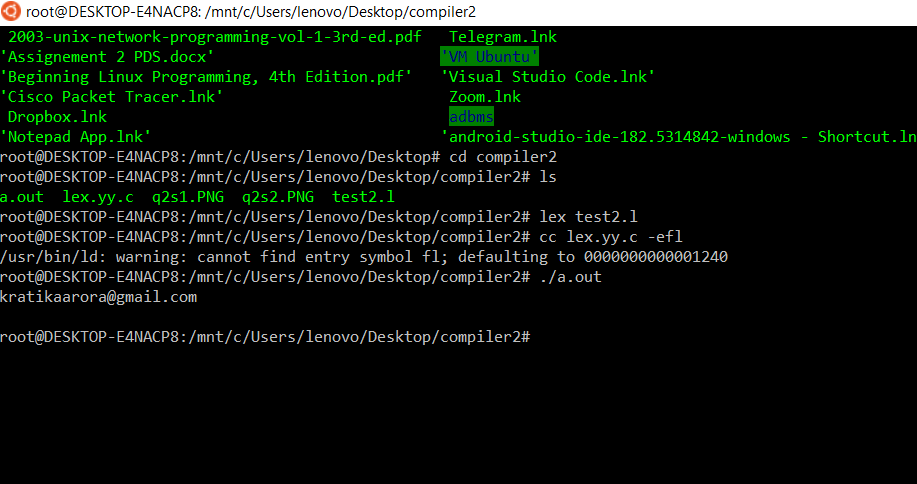 root@DESKTOP-E4NACP8: /mnt/c/Users/lenovo/Desktop/compiler2
2003-unix-network-programming-vol-1-3rd-ed.pdf   Telegram.lnk
'Assignement 2 PDS.docx'   'VM Ubuntu'
'Beginning Linux Programming, 4th Edition.pdf'   'Visual Studio Code.lnk'
'Cisco Packet Tracer.lnk'   Zoom.lnk
Dropbox.lnk   adbms
'Notepad App.lnk'   'android-studio-ide-182.5314842-windows - Shortcut.ln
root@DESKTOP-E4NACP8:/mnt/c/Users/lenovo/Desktop# cd compiler2
root@DESKTOP-E4NACP8:/mnt/c/Users/lenovo/Desktop/compiler2# ls
a.out  lex.yy.c  q2s1.PNG  q2s2.PNG  test2.l
root@DESKTOP-E4NACP8:/mnt/c/Users/lenovo/Desktop/compiler2# lex test2.l
root@DESKTOP-E4NACP8:/mnt/c/Users/lenovo/Desktop/compiler2# cc lex.yy.c -efl
/usr/bin/ld: warning: cannot find entry symbol fl; defaulting to 0000000000001240
root@DESKTOP-E4NACP8:/mnt/c/Users/lenovo/Desktop/compiler2# ./a.out
kratikaarora@gmail.com
root@DESKTOP-E4NACP8:/mnt/c/Users/lenovo/Desktop/compiler2#